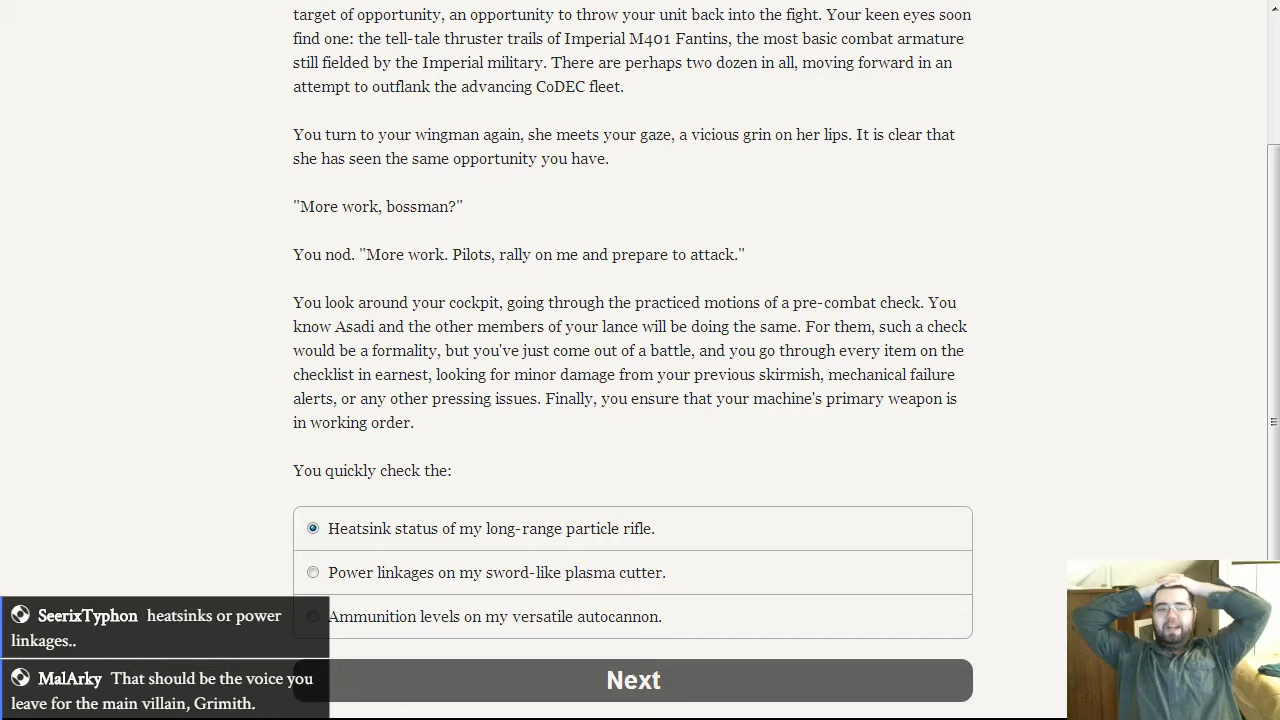 target of opportunity, an opportunity to throw your unit back into the fight. Your keen eyes soon
find one: the tell-tale thruster trails of Imperial M401 Fantins, the most basic combat armature
still fielded by the Imperial military. There are perhaps two dozen in all, moving forward in an
attempt to outflank the advancing CoDEC fleet.
You turn to your wingman again, she meets your gaze, a vicious grin on her lips. It is clear that
she has seen the same opportunity you have.
"More work, bossman?"
You nod. "More work. Pilots, rally on me and prepare to attack."
You look around your cockpit, going through the practiced motions of a pre-combat check. You
know Asadi and the other members of your lance will be doing the same. For them, such a check
would be a formality, but you've just come out of a battle, and you go through every item on the
checklist in earnest, looking for minor damage from your previous skirmish, mechanical failure
alerts, or any other pressing issues. Finally, you ensure that your machine's primary weapon is
in working order.
You quickly check the:
Heatsink status of my long-range particle rifle.
Power linkages on my sword-like plasma cutter.
Ammunition levels on my versatile autocannon.
Next
SeerixTyphon heatsinks or power
linkages..
MalArky That should be the voice you
leave for the main villain, Grimith.